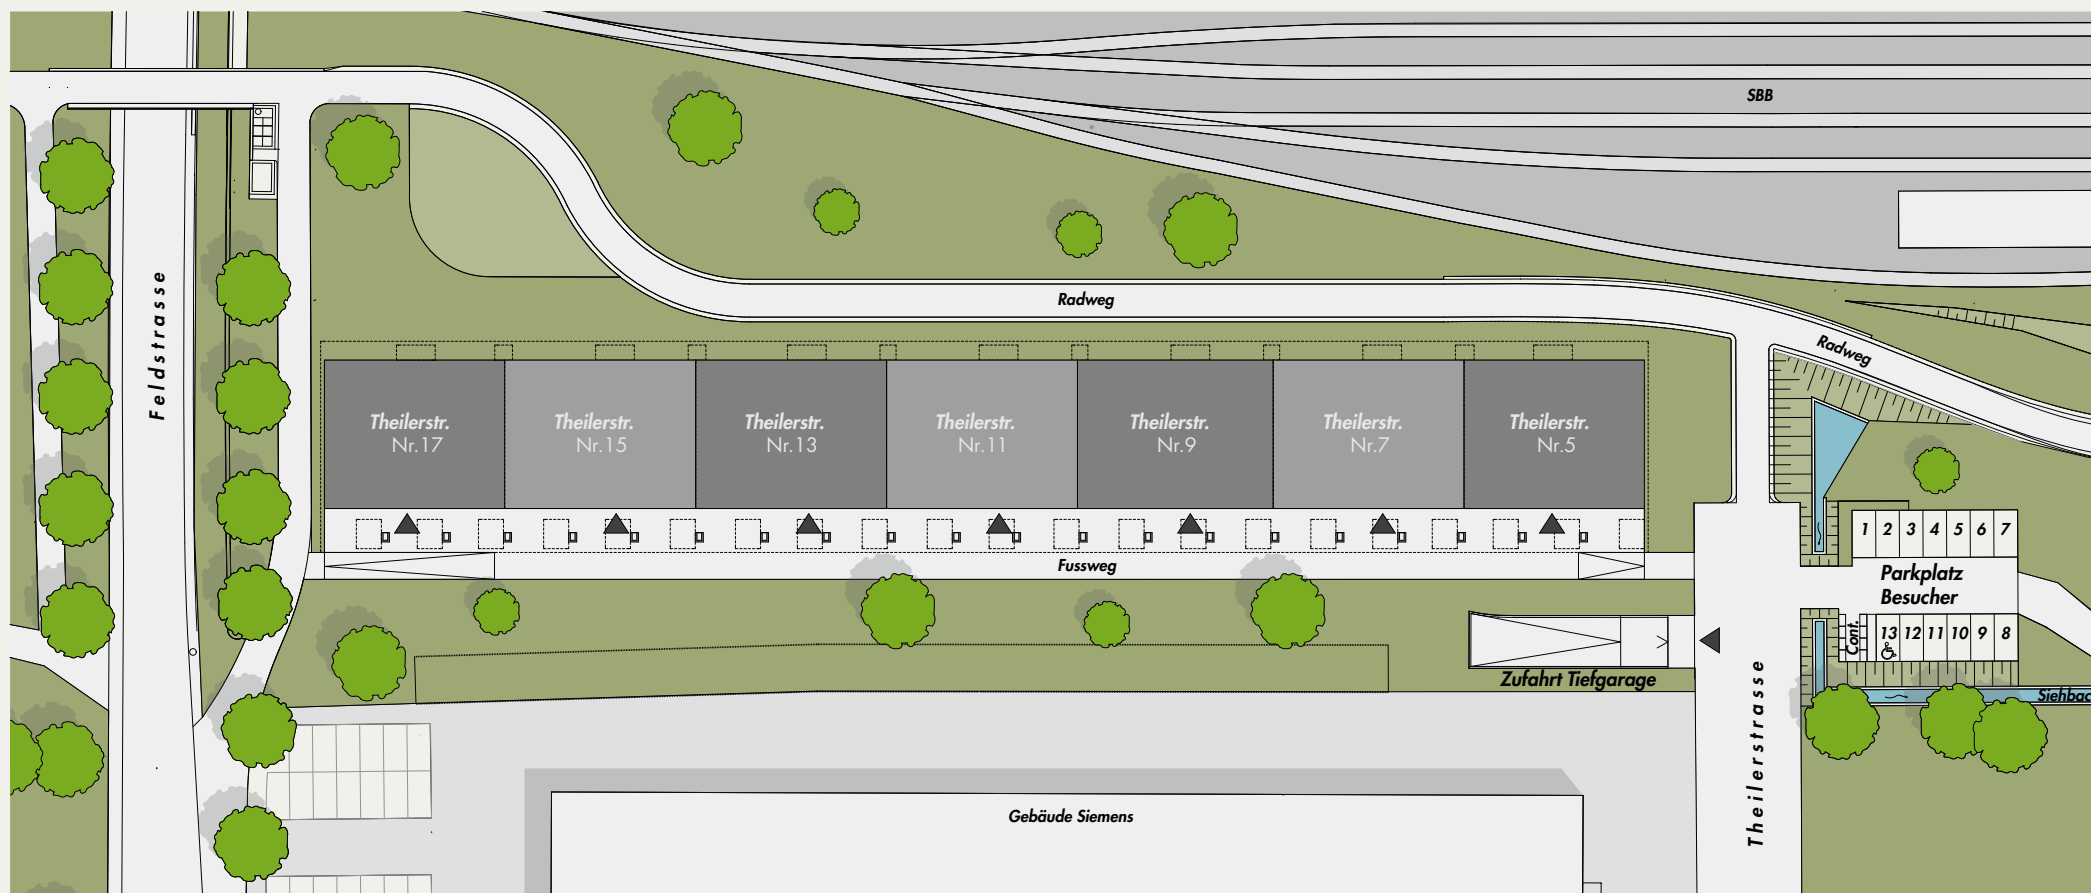 SBB
Feldstrasse
Radweg
Radweg
Theilerstr.
Nr.17
Theilerstr.
Nr.15
Theilerstr.
Nr.13
Theilerstr.
Nr.11
Theilerstr.
Nr.9
Theilerstr.
Nr.7
Theilerstr.
Nr.5
Fussweg
1 2 3 4 5 6 7
Parkplatz
Besucher
Cont.
13 12 11 10 9 8
Zufahrt Tiefgarage
Siehbac
Theilerstrasse
Gebäude Siemens